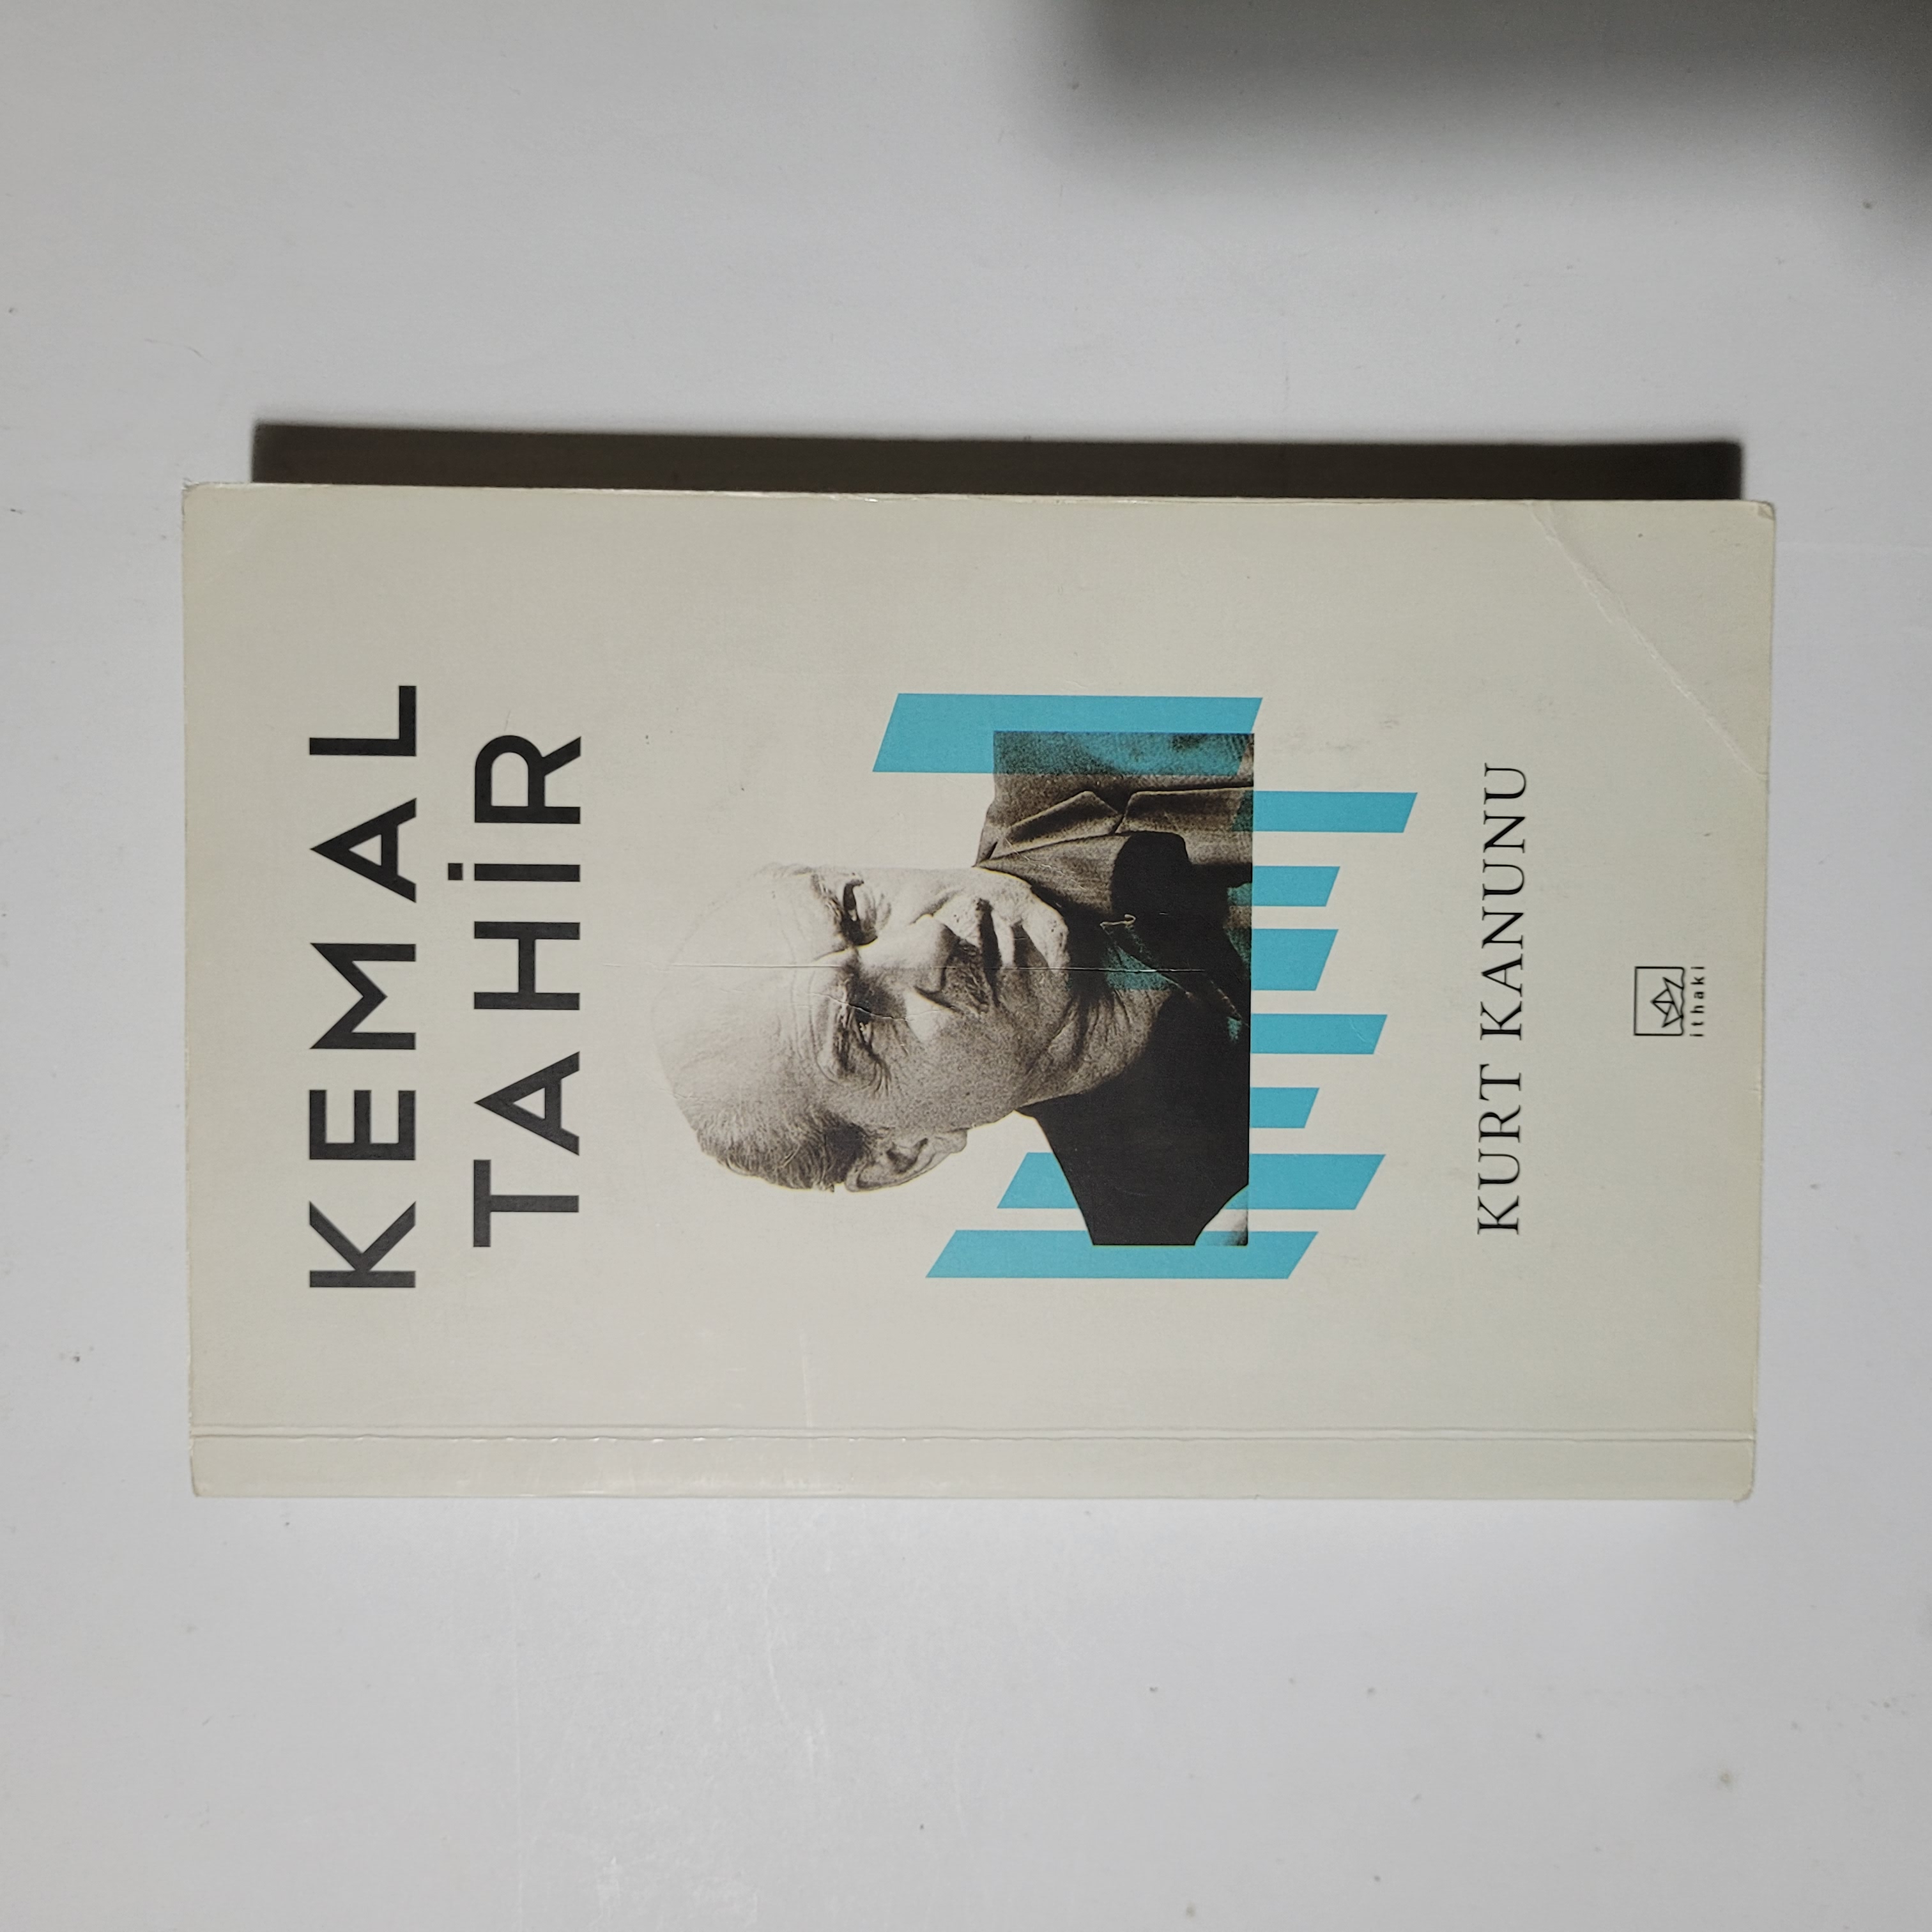 KEMAL
TAHİR
KURT KANUNU
ithaki